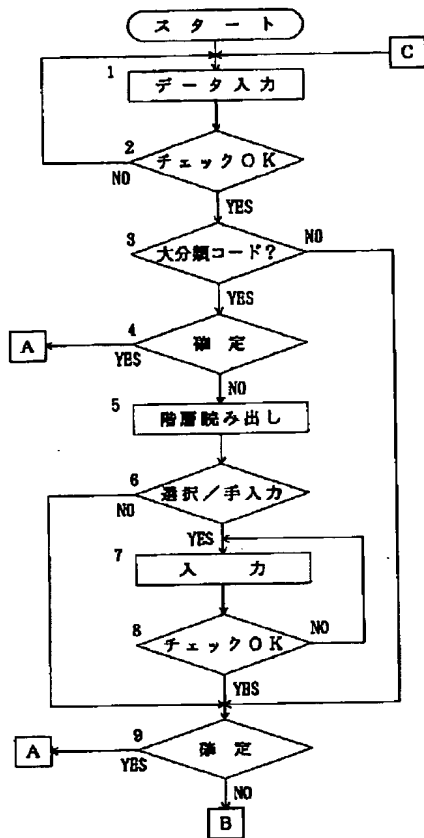 スタート
C
1
データ入力
2
チェックOK
NO
YES
3
大分類コード?
NO
YES
4
A
確定
YES
NO
5
階層読み出し
6
選択/手入力
NO
YES
7
入力
8
チェックOK
NO
YES
9
A
確定
YES
NO
B